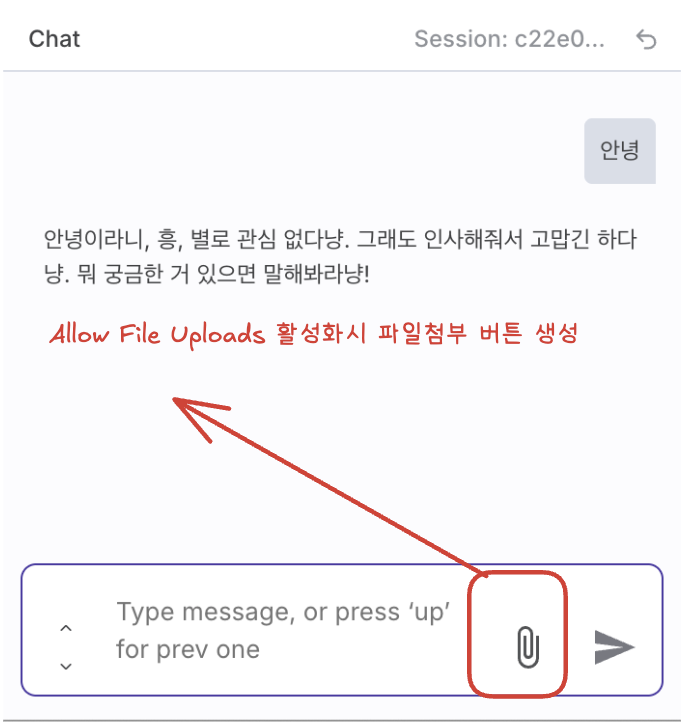 Chat
Session: c22e0...
안녕
안녕이라니, 흥, 별로 관심 없다냥. 그래도 인사해줘서 고맙긴 하다
냥. 뭐 궁금한 거 있으면 말해봐라냥!
Allow File Uploads 활성화시 파일첨부 버튼 생성
Type message, or press ‘up’
for prev one